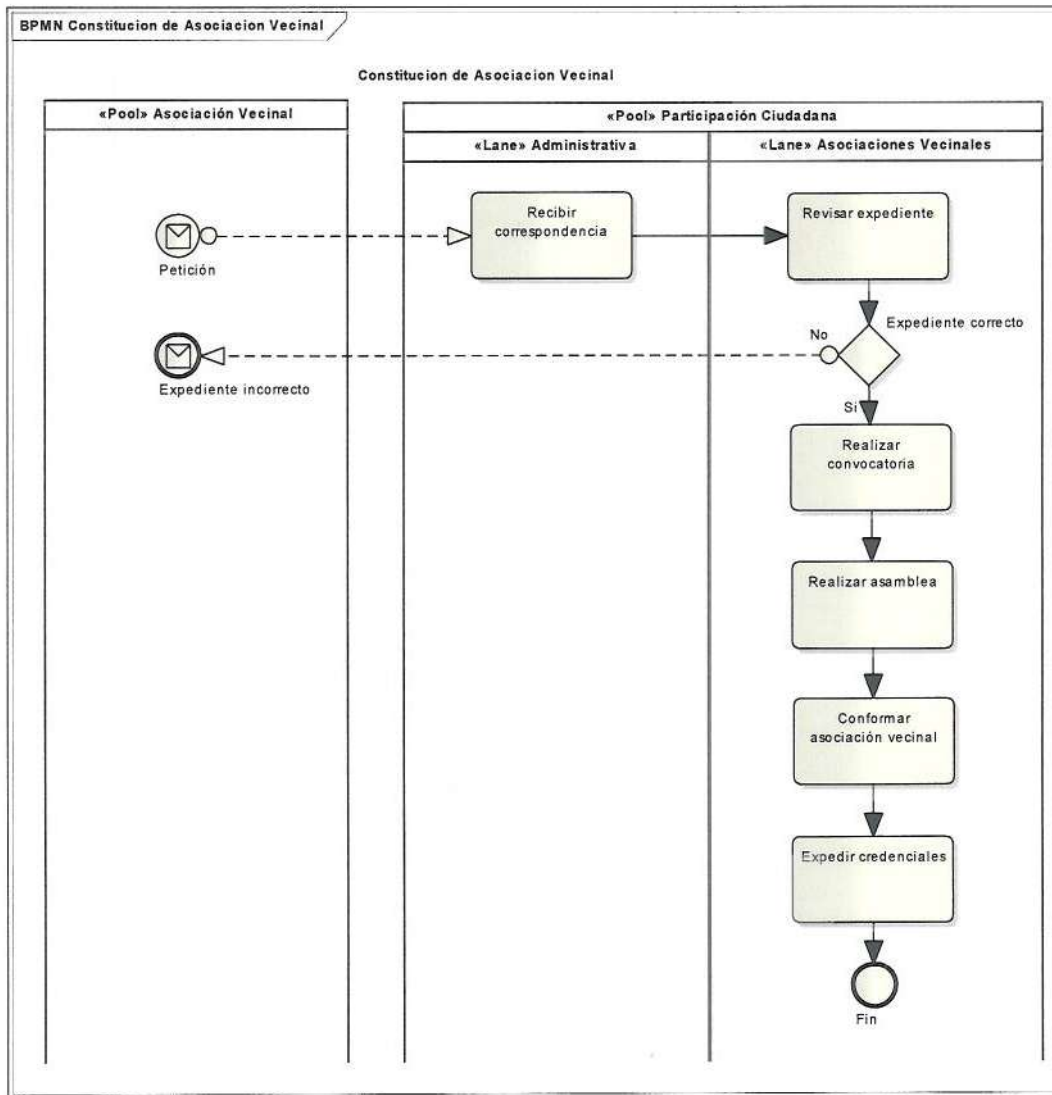 BPMN Constitucion de Asociacion Vecinal
Constitucion de Asociacion Vecinal
«Pool» Asociación Vecinal
«Pool» Participación Ciudadana
«Lane» Administrativa
«Lane» Asociaciones Vecinales
Petición
Recibir
correspondencia
Revisar expediente
Expediente correcto
No
Expediente incorrecto
Si
Realizar
convocatoria
Realizar asamblea
Conformar
asociación vecinal
Expedir credenciales
Fin